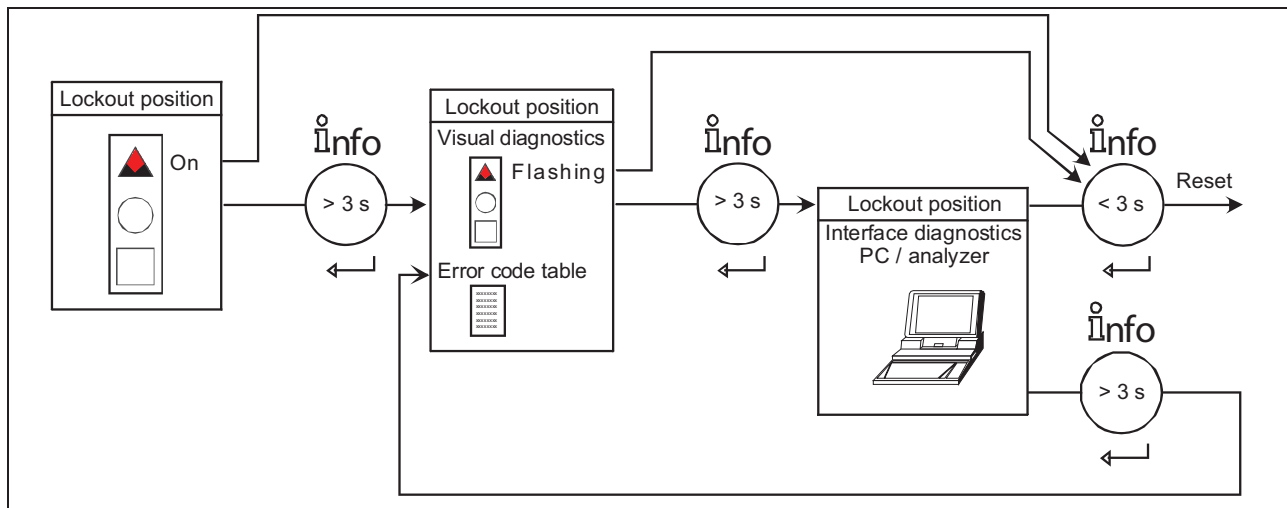 Lockout position
On
info
> 3 s
Lockout position
Visual diagnostics
Flashing
Error code table
info
> 3 s
Lockout position
Interface diagnostics
PC / analyzer
info
< 3 s
Reset
info
> 3 s